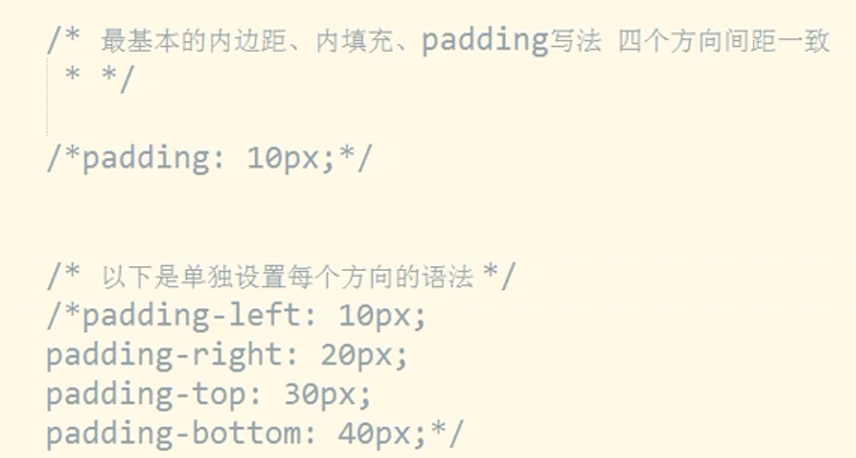 /* 最基本的内边距、内填充、padding写法 四个方向间距一致
* */
/*padding: 10px;*/
/* 以下是单独设置每个方向的语法 */
/*padding-left: 10px;
padding-right: 20px;
padding-top: 30px;
padding-bottom: 40px;*/